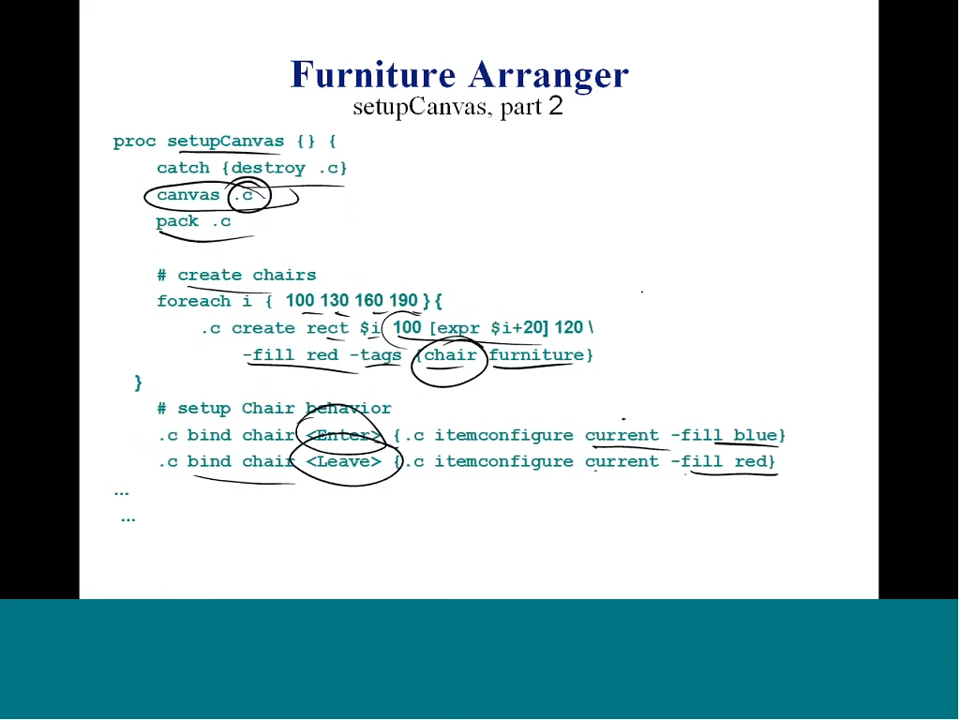 Furniture Arranger
setupCanvas, part 2
proc setupCanvas {} {
catch {destroy .c}
canvas .c
pack .c
# create chairs
foreach i { 100 130 160 190 } {
.c create rect $i 100 [expr $i+20] 120 \
-fill red -tags {chair furniture}
}
# setup Chair behavior
.c bind chair <Enter> {.c itemconfigure current -fill blue}
.c bind chair <Leave> {.c itemconfigure current -fill red}
...
...